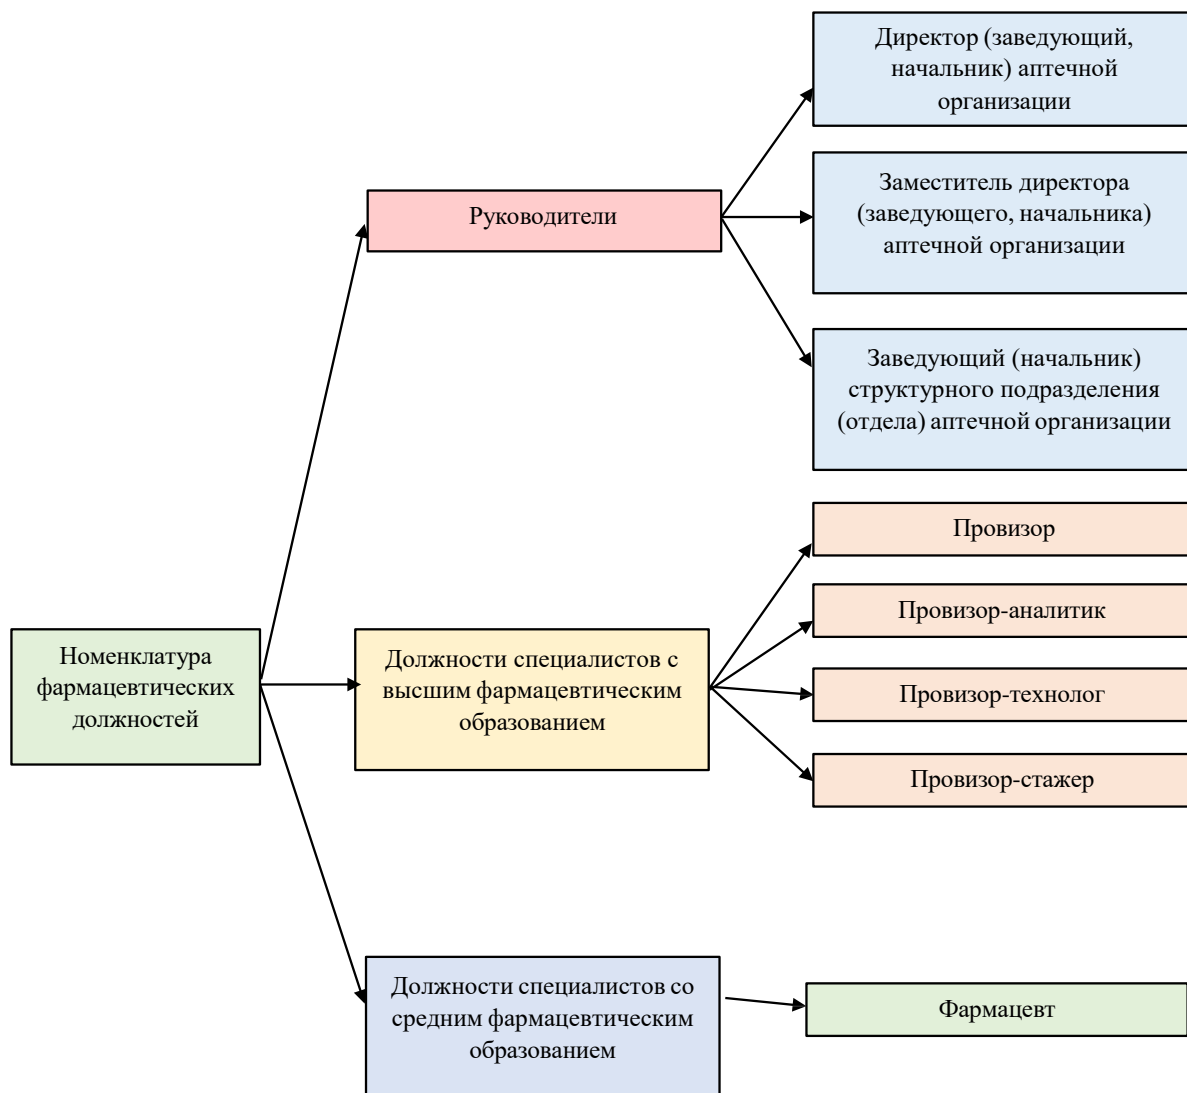 Директор (заведующий,
начальник) аптечной
организации
Заместитель директора
(заведующего, начальника)
аптечной организации
Руководители
Заведующий (начальник)
структурного подразделения
(отдела) аптечной организации
Провизор
Провизор-аналитик
Номенклатура
фармацевтических
должностей
Должности специалистов с
высшим фармацевтическим
образованием
Провизор-технолог
Провизор-стажер
Должности специалистов со
средним фармацевтическим
образованием
Фармацевт